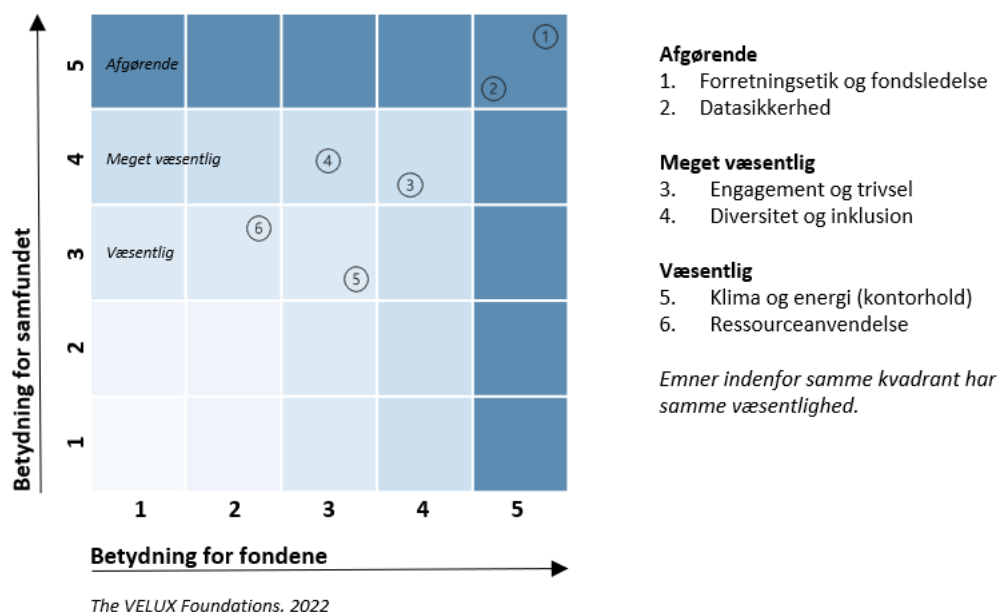 Betydning for samfundet
5
4
3
2
1
Afgørende
Meget væsentlig
Væsentlig
1
2
4
3
6
5
1 2 3 4 5
Betydning for fondene
The VELUX Foundations, 2022
Afgørende
1. Forretningsetik og fondsledelse
2. Datasikkerhed
Meget væsentlig
3. Engagement og trivsel
4. Diversitet og inklusion
Væsentlig
5. Klima og energi (kontorhold)
6. Ressourceanvendelse
Emner indenfor samme kvadrant har
samme væsentlighed.